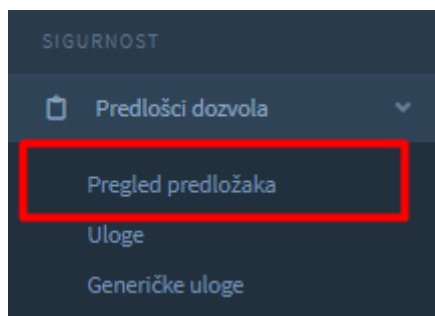 SIGURNOST
Predlošci dozvola
Pregled predložaka
Uloge
Generičke uloge